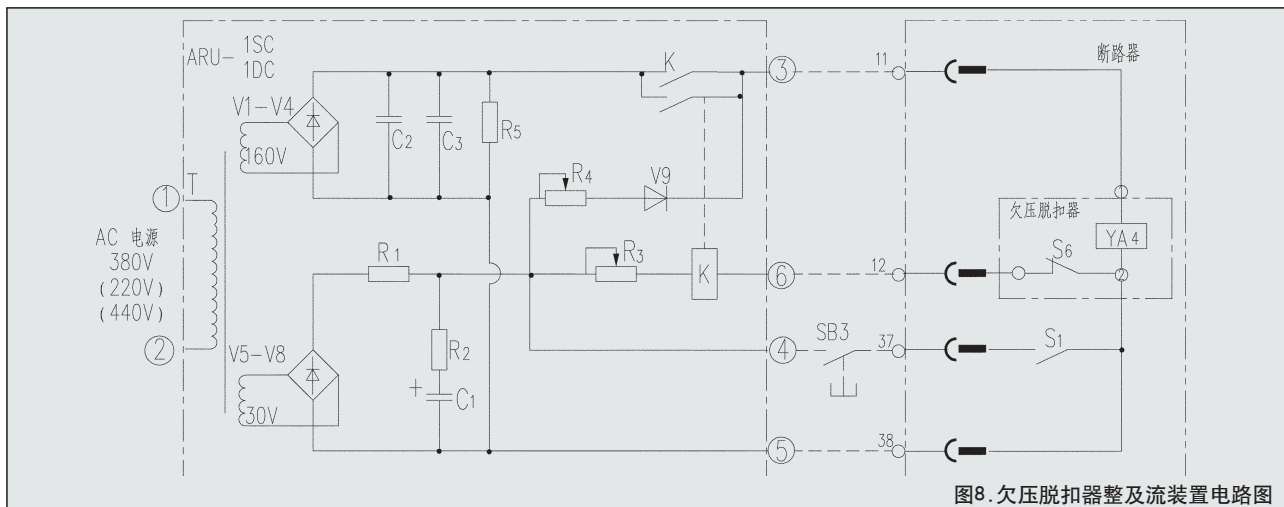 ARU- 1SC
1DC
V1-V4
160V
T
①
AC 电源
380V
(220V)
(440V)
②
V5-V8
30V
C2
C3
R5
K
R4
V9
R1
R3
K
R2
+
C1
③
⑥
④
⑤
SB3
11
12
37
38
断路器
欠压脱扣器
1
YA4
S6
2
S1
图8.欠压脱扣器整及流装置电路图